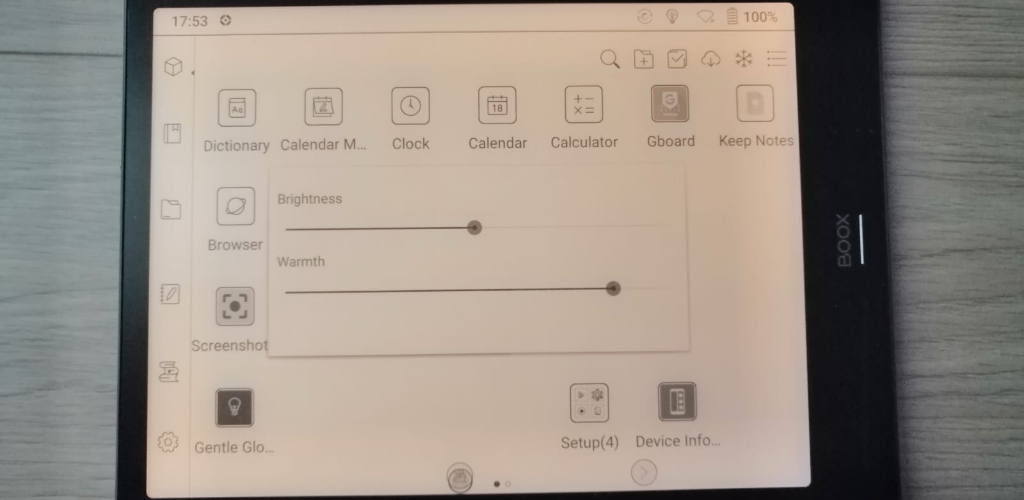 17:53 100%
Dictionary Calendar M... Clock Calendar Calculator Gboard Keep Notes
Brightness
Browser
Warmth
Screenshot
Gentle Glo... Setup(4) Device Info...
BOOX
Aa
18